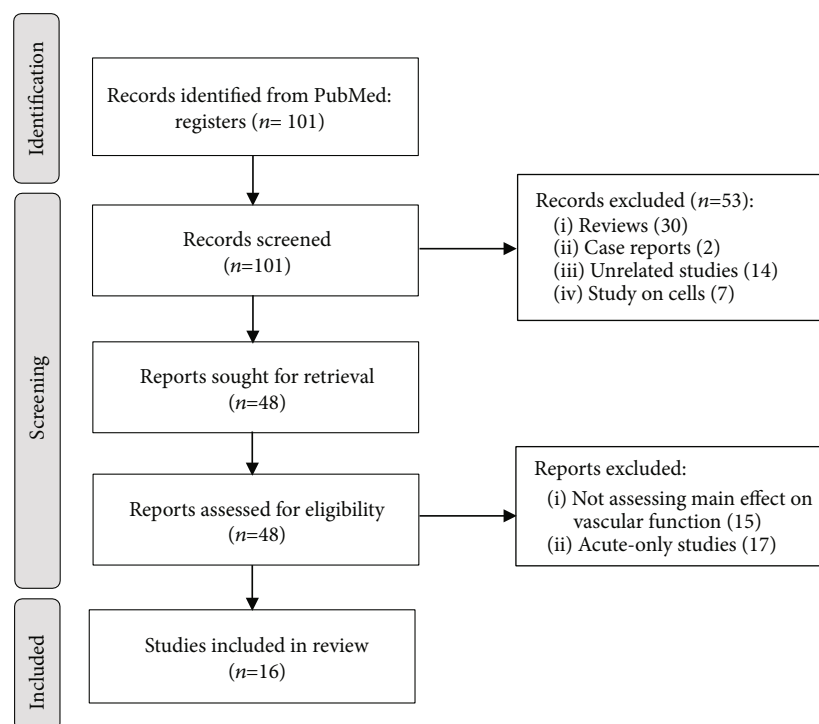 Identification
Records identified from PubMed:
registers (n= 101)
Screening
Records screened
(n=101)
Records excluded (n=53):
(i) Reviews (30)
(ii) Case reports (2)
(iii) Unrelated studies (14)
(iv) Study on cells (7)
Reports sought for retrieval
(n=48)
Reports assessed for eligibility
(n=48)
Reports excluded:
(i) Not assessing main effect on
vascular function (15)
(ii) Acute-only studies (17)
Included
Studies included in review
(n=16)